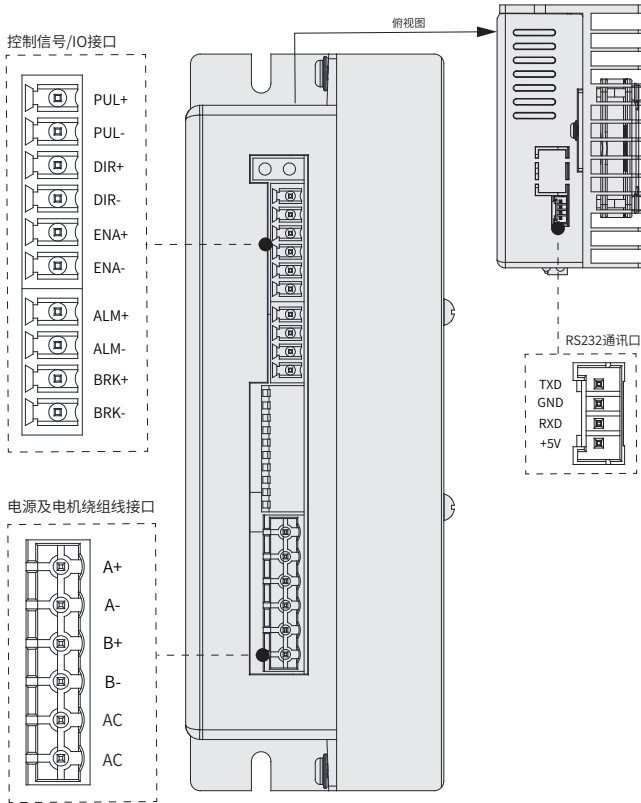 俯视图
控制信号/IO接口
PUL+
PUL-
DIR+
DIR-
ENA+
ENA-
ALM+
ALM-
BRK+
BRK-
RS232通讯口
TXD
GND
RXD
+5V
电源及电机绕组线接口
A+
A-
B+
B-
AC
AC